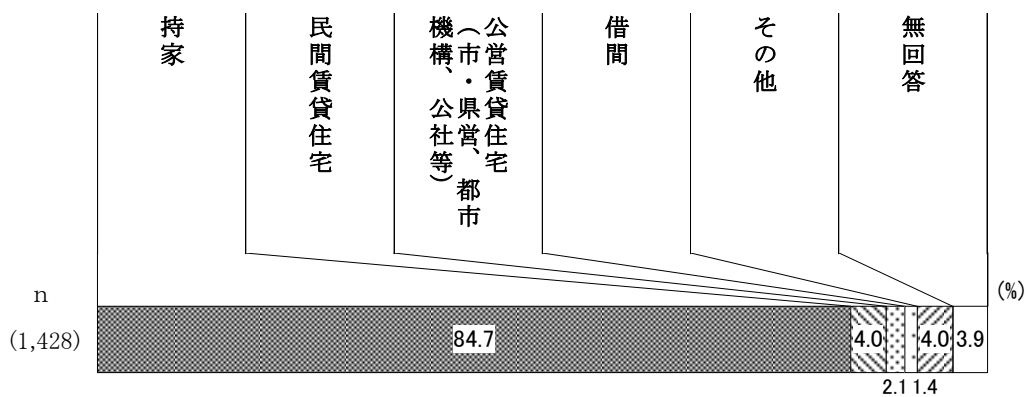 持家
民間賃貸住宅
公営賃貸住宅
（市・県営、都市
機構、公社等）
借間
その他
無回答
(%)
n
(1,428)
84.7
4.0
2.1
1.4
4.0
3.9